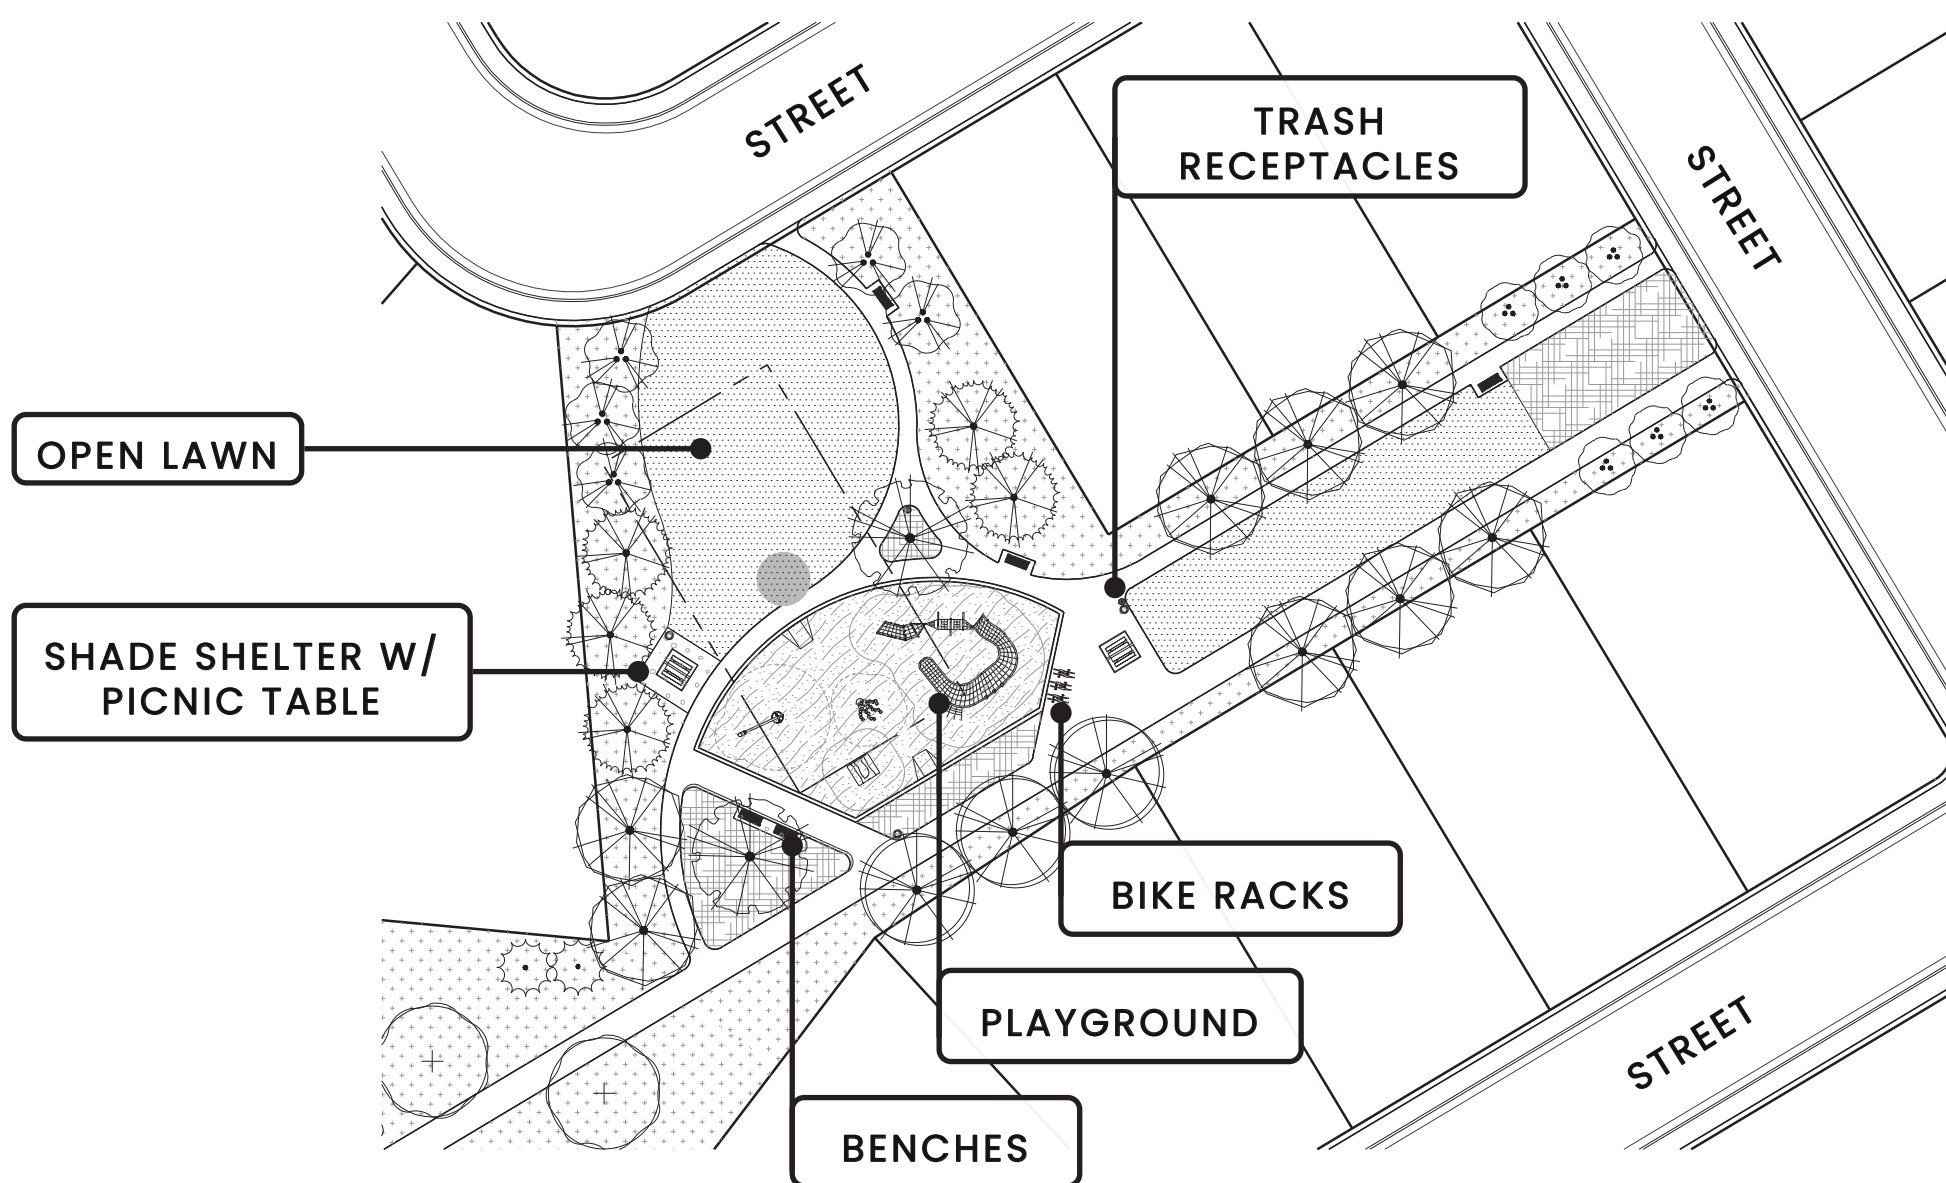 STREET
TRASH
RECEPTACLES
STREET
OPEN LAWN
SHADE SHELTER W/
PICNIC TABLE
BIKE RACKS
PLAYGROUND
STREET
BENCHES